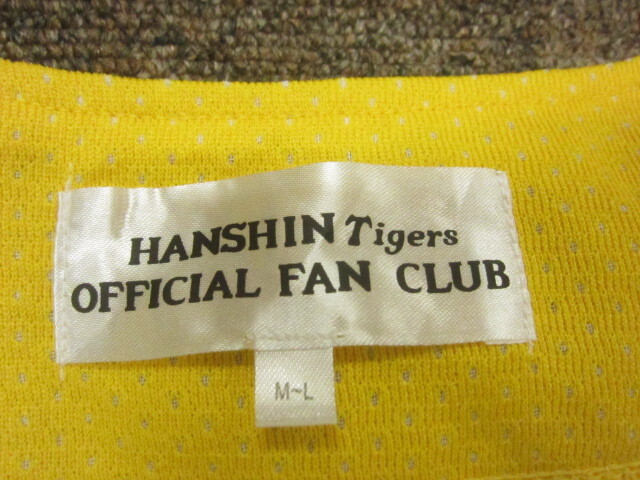 HANSHIN Tigers
OFFICIAL FAN CLUB
M~L